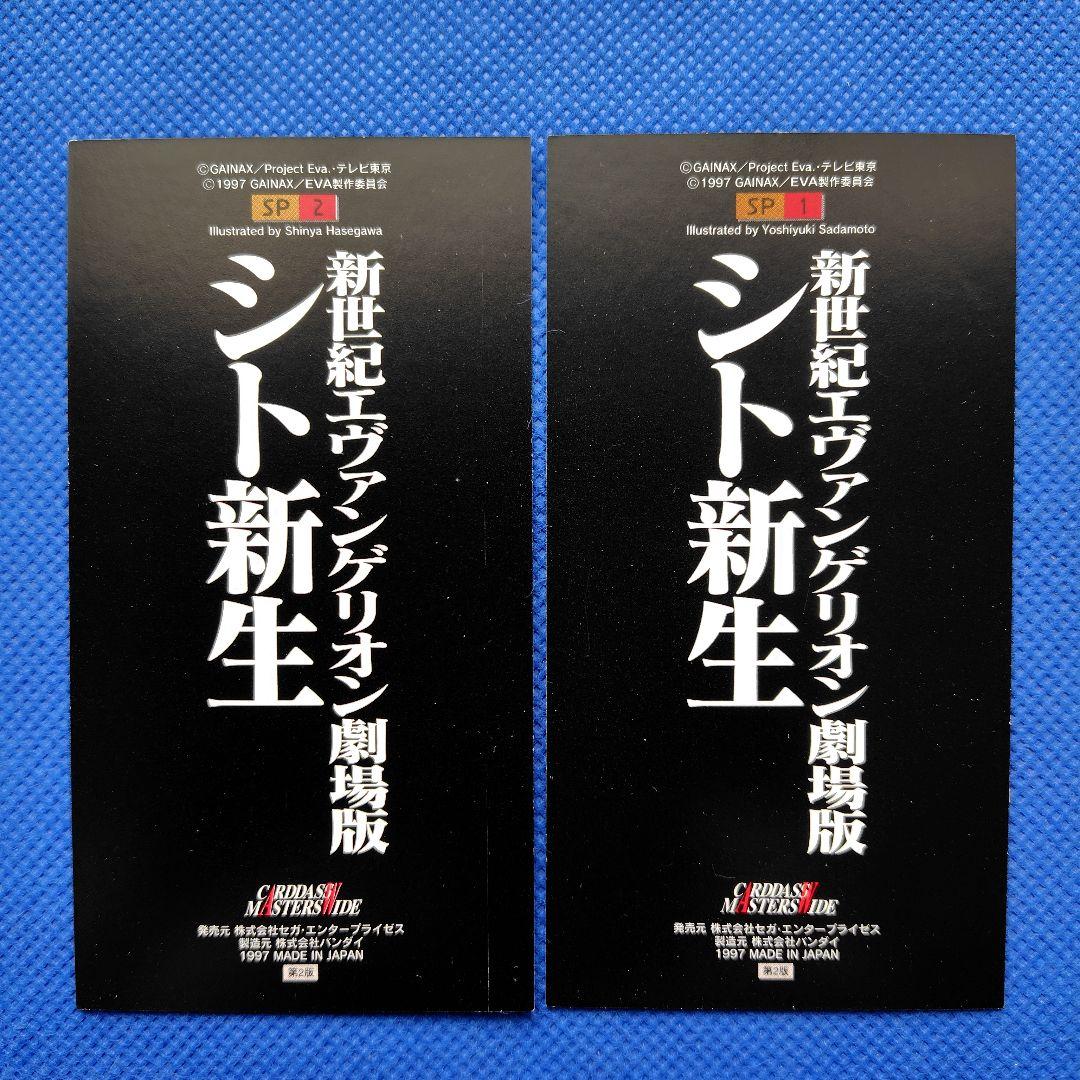 ©GAINAX／Project Eva.・テレビ東京
©1997 GAINAX／EVA製作委員会
SP 2
Illustrated by Shinya Hasegawa
新世紀エヴァンゲリオン劇場版
シト新生
CARDDASS
MASTERS WIDE
発売元 株式会社セガ・エンタープライゼス
製造元 株式会社バンダイ
1997 MADE IN JAPAN
第2版
©GAINAX／Project Eva.・テレビ東京
©1997 GAINAX／EVA製作委員会
SP 1
Illustrated by Yoshiyuki Sadamoto
新世紀エヴァンゲリオン劇場版
シト新生
CARDDASS
MASTERS WIDE
発売元 株式会社セガ・エンタープライゼス
製造元 株式会社バンダイ
1997 MADE IN JAPAN
第2版